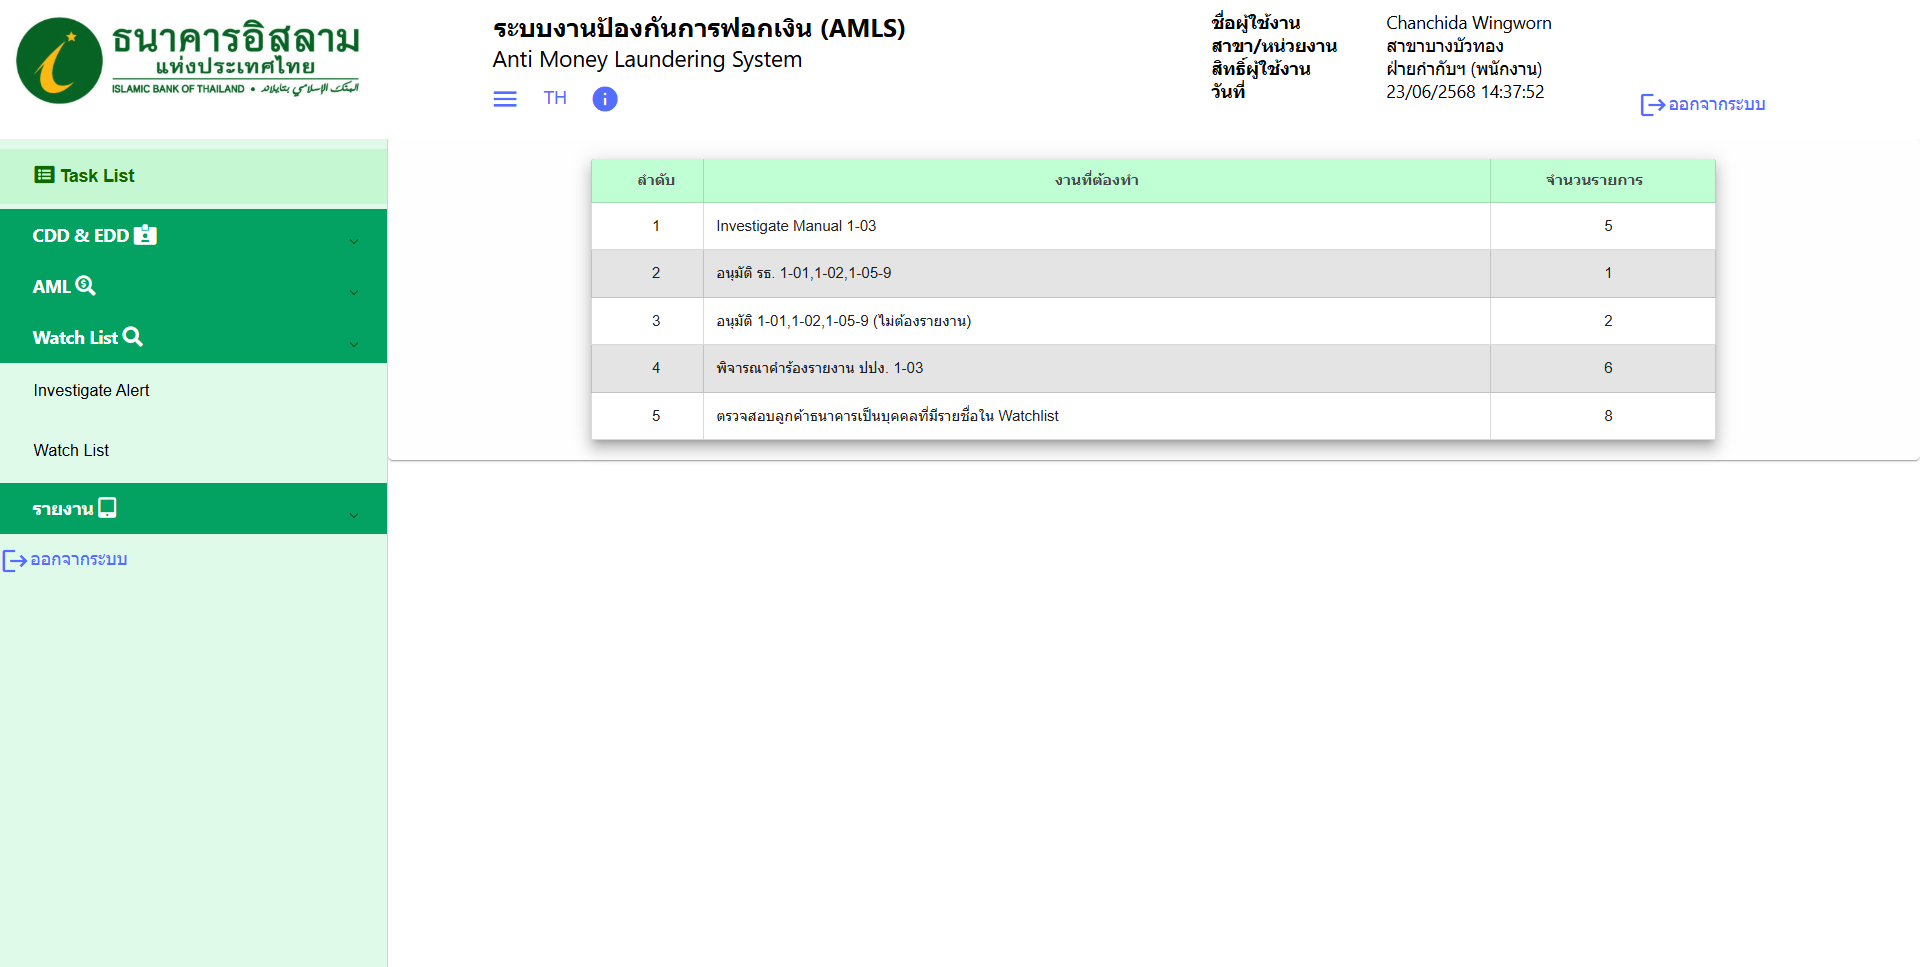 ธนาคารอิสลาม
แห่งประเทศไทย
ISLAMIC BANK OF THAILAND •
ระบบงานป้องกันการฟอกเงิน (AMLS)
Anti Money Laundering System
TH
ชื่อผู้ใช้งาน Chanchida Wingworn
สาขา/หน่วยงาน สาขาบางบัวทอง
สิทธิ์ผู้ใช้งาน ฝ่ายกำกับฯ (พนักงาน)
วันที่ 23/06/2568 14:37:52
ออกจากระบบ
Task List
CDD & EDD
AML
Watch List
Investigate Alert
Watch List
รายงาน
ออกจากระบบ
ลำดับ งานที่ต้องทำ จำนวนรายการ
1 Investigate Manual 1-03 5
2 อนุมัติ รธ. 1-01,1-02,1-05-9 1
3 อนุมัติ 1-01,1-02,1-05-9 (ไม่ต้องรายงาน) 2
4 พิจารณาคำร้องรายงาน ปปง. 1-03 6
5 ตรวจสอบลูกค้าธนาคารเป็นบุคคลที่มีรายชื่อใน Watchlist 8